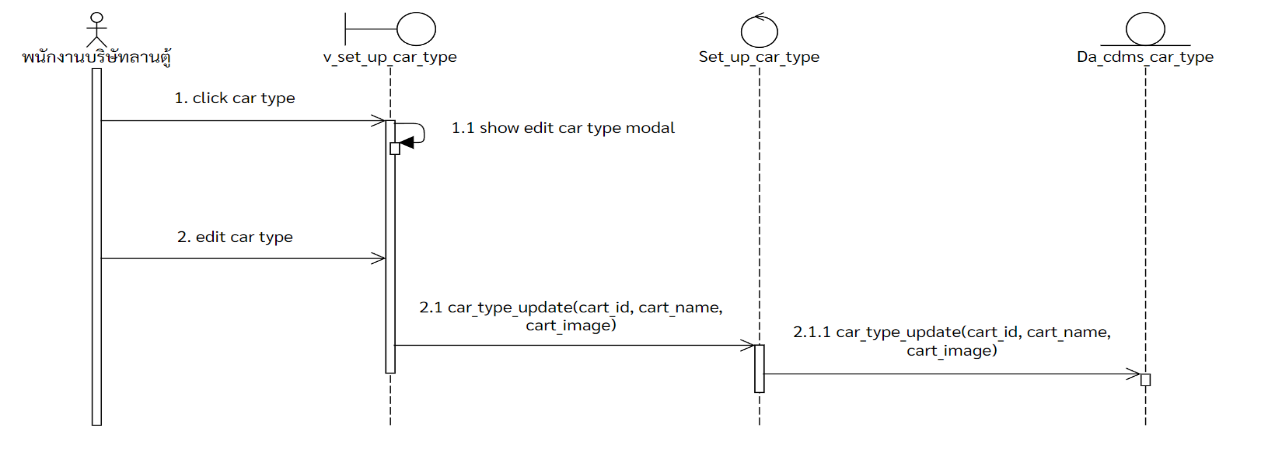 พนักงานบริษัทลานตู้
v_set_up_car_type
Set_up_car_type
Da_cdms_car_type
1. click car type
1.1 show edit car type modal
2. edit car type
2.1 car_type_update(cart_id, cart_name,
cart_image)
2.1.1 car_type_update(cart_id, cart_name,
cart_image)